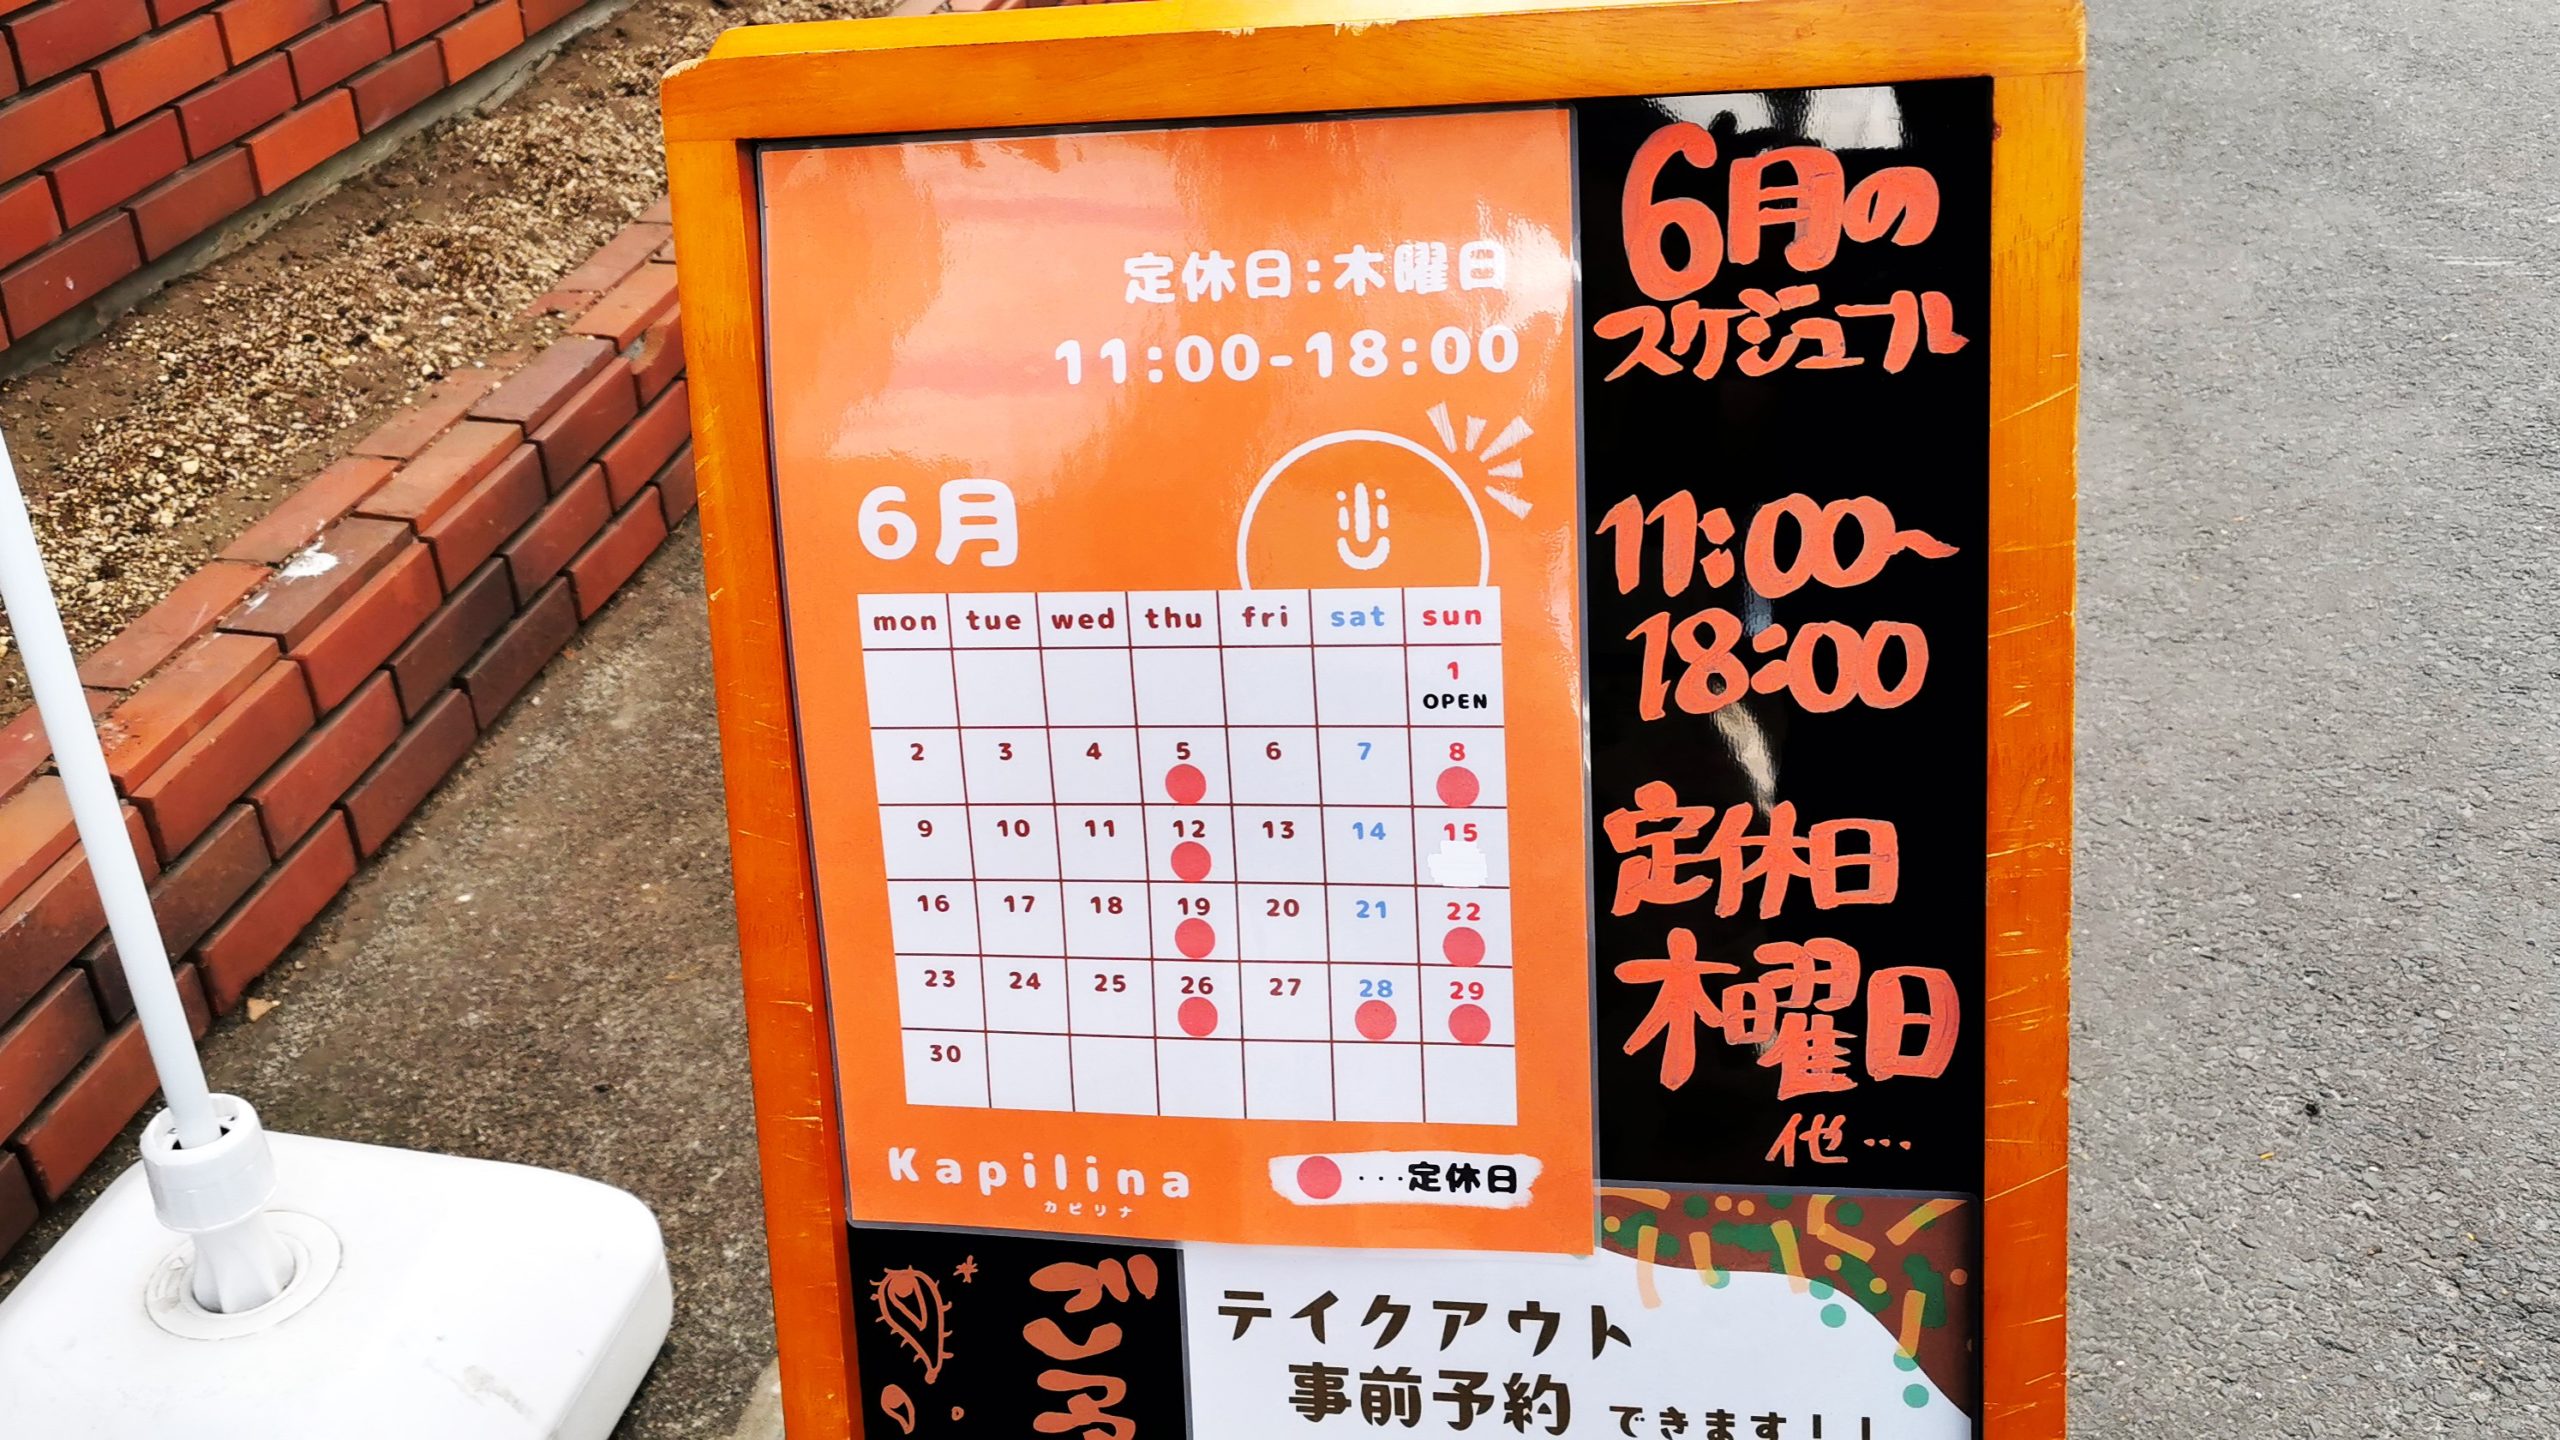 定休日:木曜日
11:00-18:00
6月
mon tue wed thu fri sat sun
1
OPEN
2 3 4 5 6 7 8
9 10 11 12 13 14 15
16 17 18 19 20 21 22
23 24 25 26 27 28 29
30
Kapilina
カピリナ
...定休日
6月の
スケジュール
11:00〜
18:00
定休日
木曜日
他…
テイクアウト
事前予約できます!!